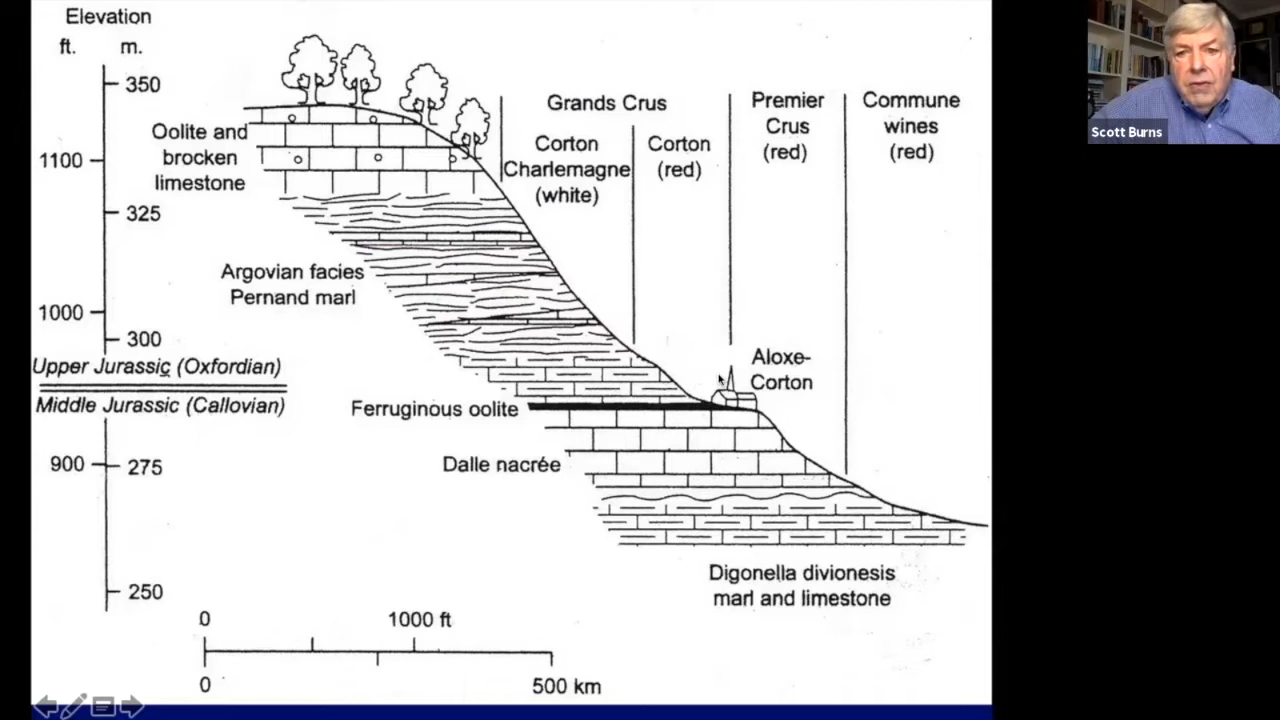 Elevation
ft. m.
350
1100
325
1000
300
Upper Jurassic (Oxfordian)
Middle Jurassic (Callovian)
900
275
250
Oolite and
brocken
limestone
Argovian facies
Pernand marl
Ferruginous oolite
Dalle nacrée
Digonella divionesis
marl and limestone
Grands Crus
Corton
Charlemagne
(white)
Corton
(red)
Premier
Crus
(red)
Commune
wines
(red)
Aloxe-
Corton
0 1000 ft
0 500 km
Scott Burns